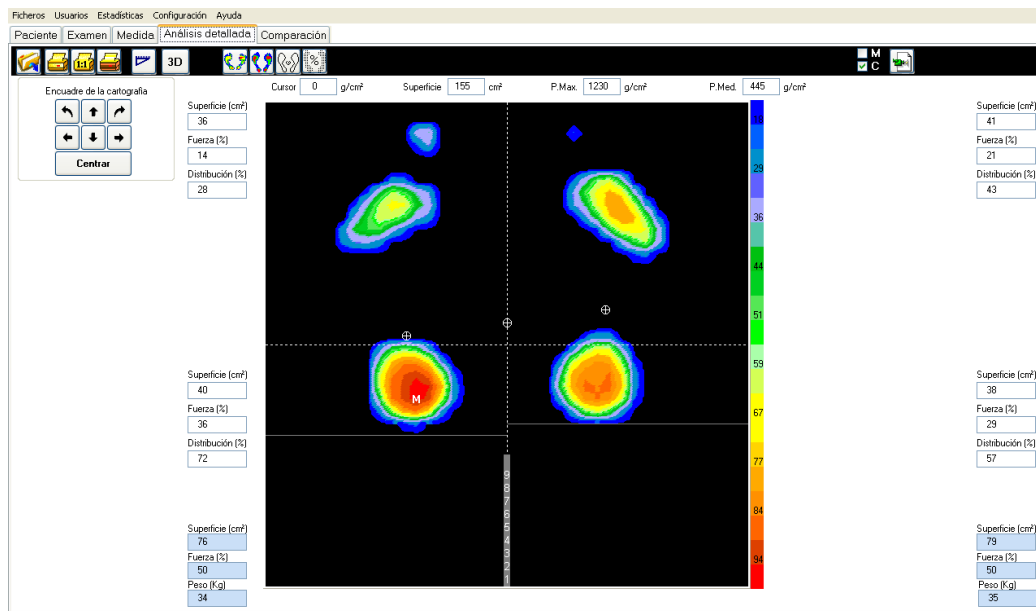 Ficheros Usuarios Estadísticas Configuración Ayuda
Paciente Examen Medida Análisis detallada Comparación
1:1 3D M
C
Cursor 0 g/cm² Superficie 155 cm² P.Max. 1230 g/cm² P.Med. 445 g/cm²
Encuadre de la cartografia
Centrar
Superficie (cm²)
36
Fuerza (%)
14
Distribución (%)
28
Superficie (cm²)
40
Fuerza (%)
36
Distribución (%)
72
Superficie (cm²)
76
Fuerza (%)
50
Peso (Kg)
34
M
9
8
7
6
5
4
3
2
1
10
29
36
44
51
59
67
77
84
94
Superficie (cm²)
41
Fuerza (%)
21
Distribución (%)
43
Superficie (cm²)
38
Fuerza (%)
29
Distribución (%)
57
Superficie (cm²)
79
Fuerza (%)
50
Peso (Kg)
35